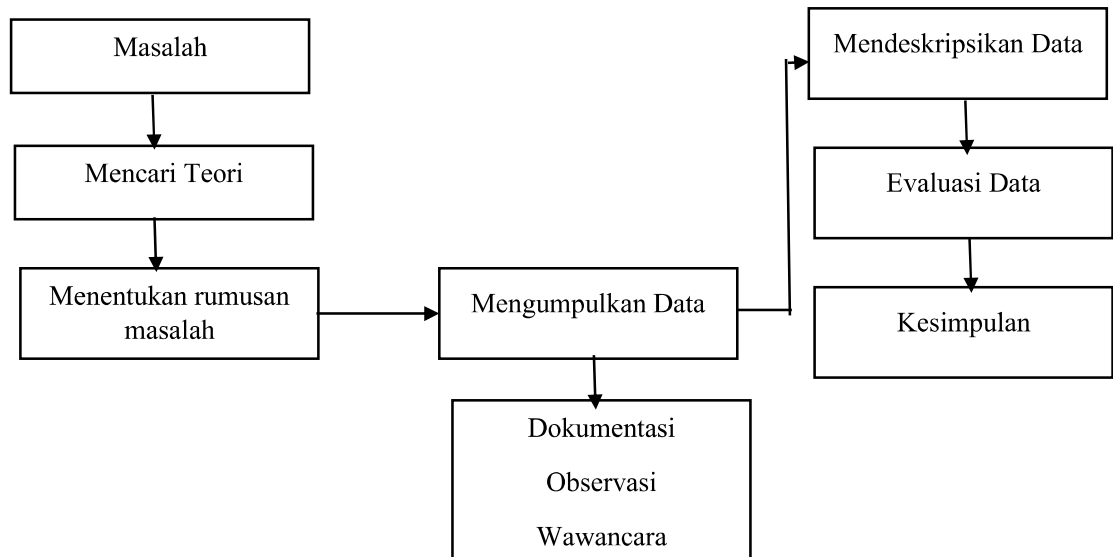 Masalah
Mencari Teori
Menentukan rumusan
masalah
Mengumpulkan Data
Dokumentasi
Observasi
Wawancara
Mendeskripsikan Data
Evaluasi Data
Kesimpulan